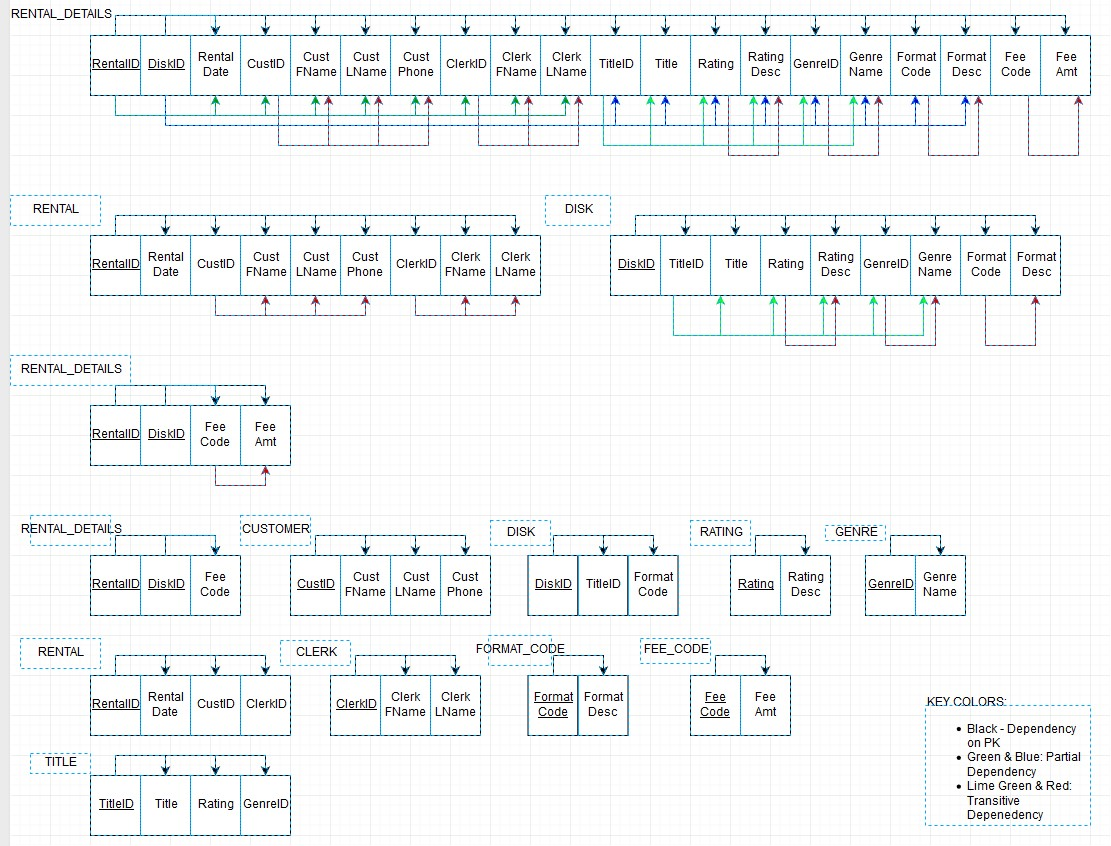 RENTAL_DETAILS
RentalID DiskID Rental Date CustID Cust FName Cust LName Cust Phone ClerkID Clerk FName Clerk LName TitleID Title Rating Rating Desc GenreID Genre Name Format Code Format Desc Fee Code Fee Amt
RENTAL
DISK
RentalID Rental Date CustID Cust FName Cust LName Cust Phone ClerkID Clerk FName Clerk LName
DiskID TitleID Title Rating Rating Desc GenreID Genre Name Format Code Format Desc
RENTAL_DETAILS
RentalID DiskID Fee Code Fee Amt
RENTAL_DETAILS
RentalID DiskID Fee Code
CUSTOMER
CustID Cust FName Cust LName Cust Phone
DISK
DiskID TitleID Format Code
RATING
Rating Rating Desc
GENRE
GenreID Genre Name
RENTAL
RentalID Rental Date CustID ClerkID
CLERK
ClerkID Clerk FName Clerk LName
FORMAT_CODE
Format Code Format Desc
FEE_CODE
Fee Code Fee Amt
TITLE
TitleID Title Rating GenreID
KEY COLORS:
• Black - Dependency
on PK
• Green & Blue: Partial
Dependency
• Lime Green & Red:
Transitive
Depenedency